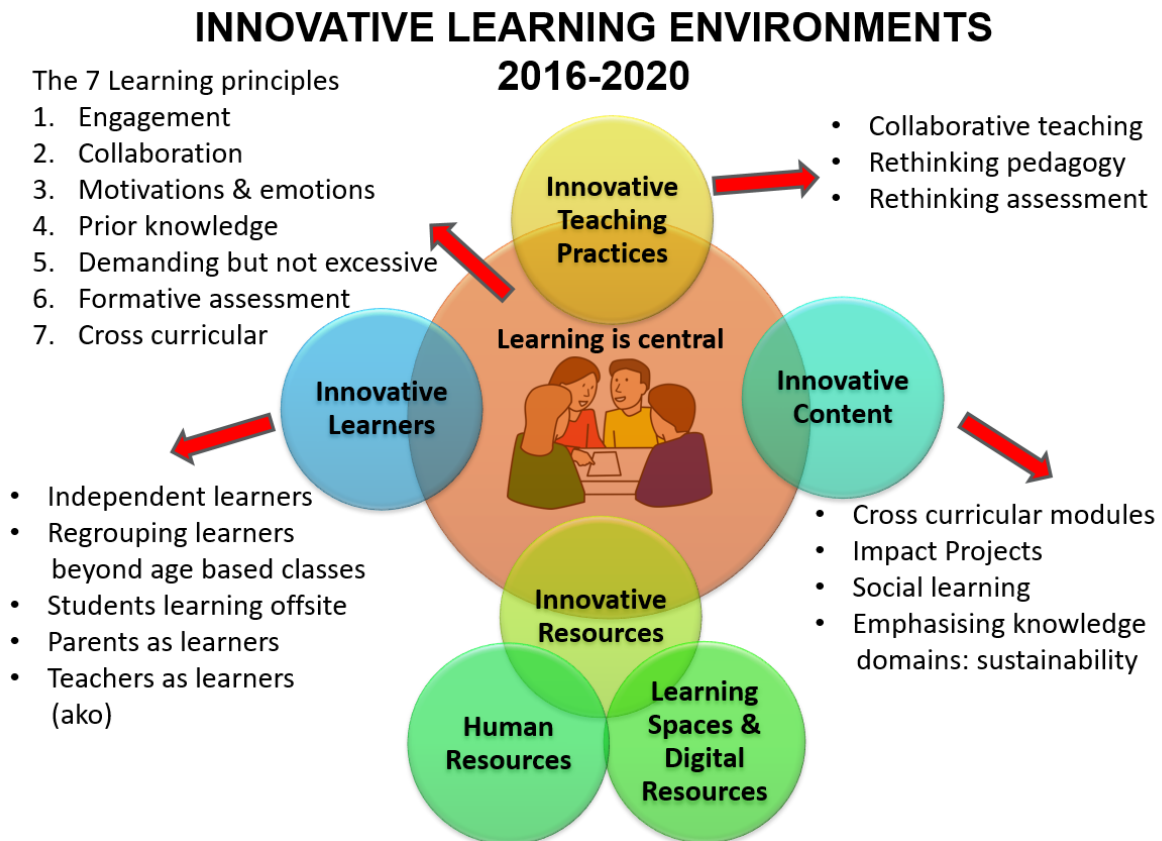 INNOVATIVE LEARNING ENVIRONMENTS
2016-2020
The 7 Learning principles
1. Engagement
2. Collaboration
3. Motivations & emotions
4. Prior knowledge
5. Demanding but not excessive
6. Formative assessment
7. Cross curricular
Innovative
Teaching
Practices
• Collaborative teaching
• Rethinking pedagogy
• Rethinking assessment
Learning is central
Innovative
Learners
Innovative
Content
• Independent learners
• Regrouping learners
beyond age based classes
• Students learning offsite
• Parents as learners
• Teachers as learners
(ako)
• Cross curricular modules
• Impact Projects
• Social learning
• Emphasising knowledge
domains: sustainability
Innovative
Resources
Human
Resources
Learning
Spaces &
Digital
Resources